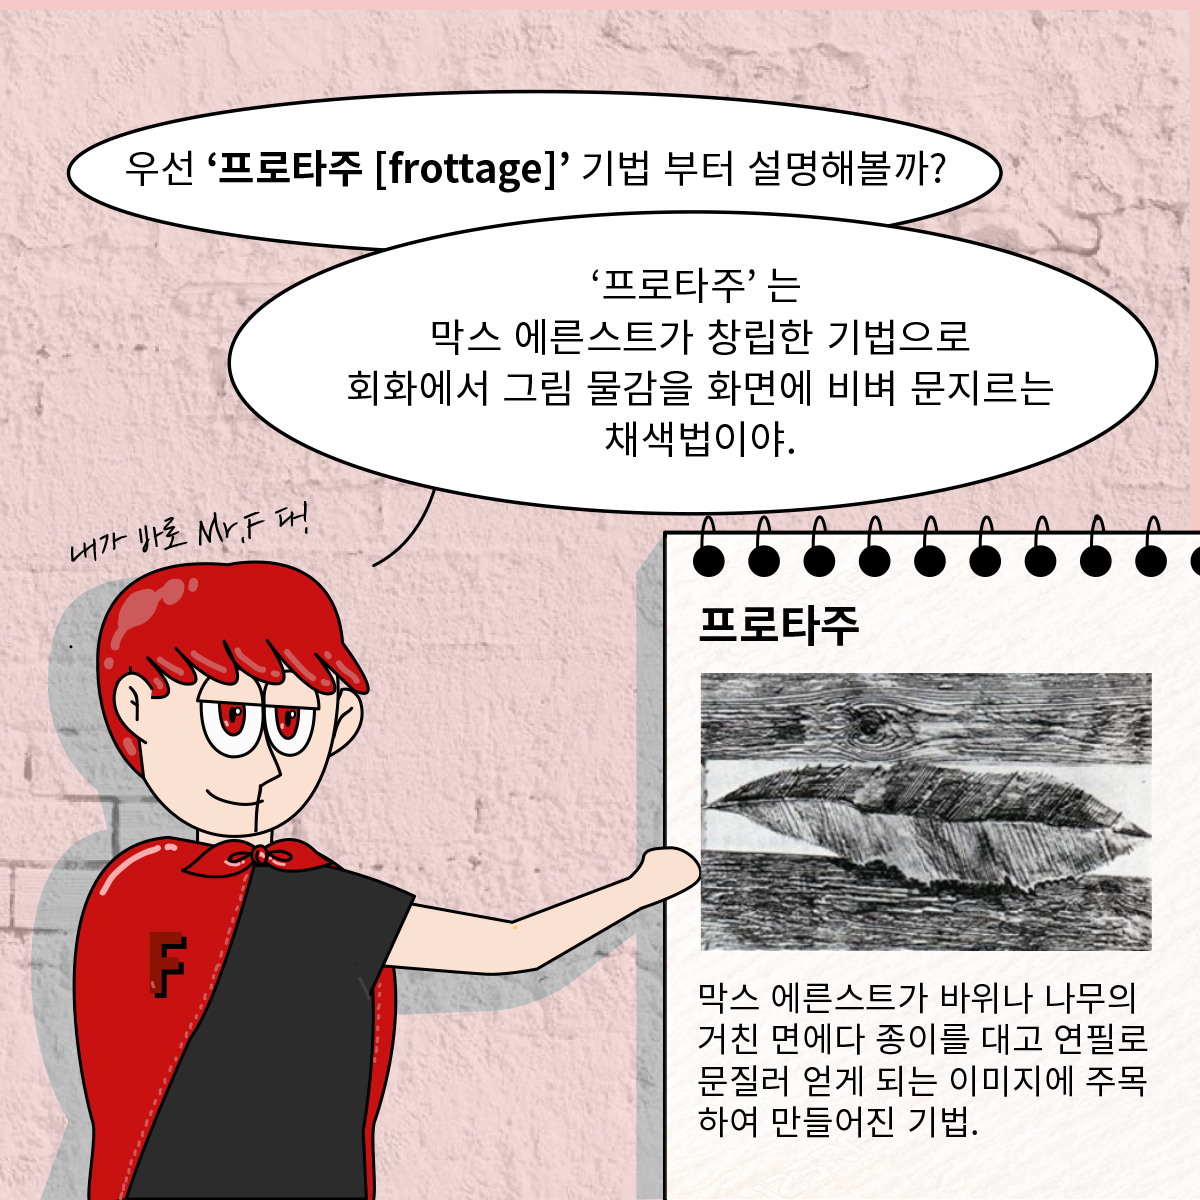 우선 ‘프로타주 [frottage]’ 기법 부터 설명해볼까?
‘프로타주’ 는
막스 에른스트가 창립한 기법으로
회화에서 그림 물감을 화면에 비벼 문지르는
채색법이야.
내가 바로 Mr.F 다!
프로타주
F
막스 에른스트가 바위나 나무의
거친 면에다 종이를 대고 연필로
문질러 얻게 되는 이미지에 주목
하여 만들어진 기법.